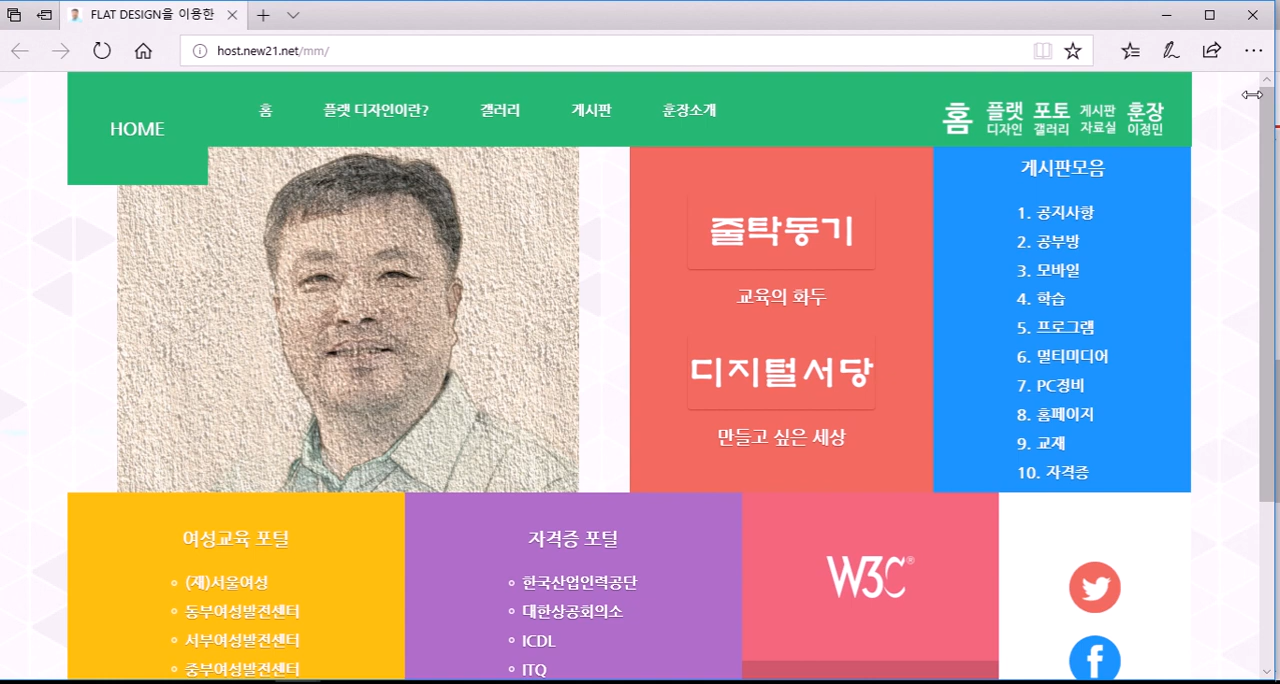 FLAT DESIGN을 이용한
host.new21.net/mm/
HOME
홈 플랫 디자인이란? 갤러리 게시판 훈장소개
홈 플랫 포토 게시판 훈장
디자인 갤러리 자료실 이정민
줄탁동기
교육의 화두
디지털서당
만들고 싶은 세상
게시판모음
1. 공지사항
2. 공부방
3. 모바일
4. 학습
5. 프로그램
6. 멀티미디어
7. PC경비
8. 홈페이지
9. 교재
10. 자격증
여성교육 포털
(재)서울여성
동부여성발전센터
서부여성발전센터
중부여성발전센터
자격증 포털
한국산업인력공단
대한상공회의소
ICDL
ITQ
W3C®